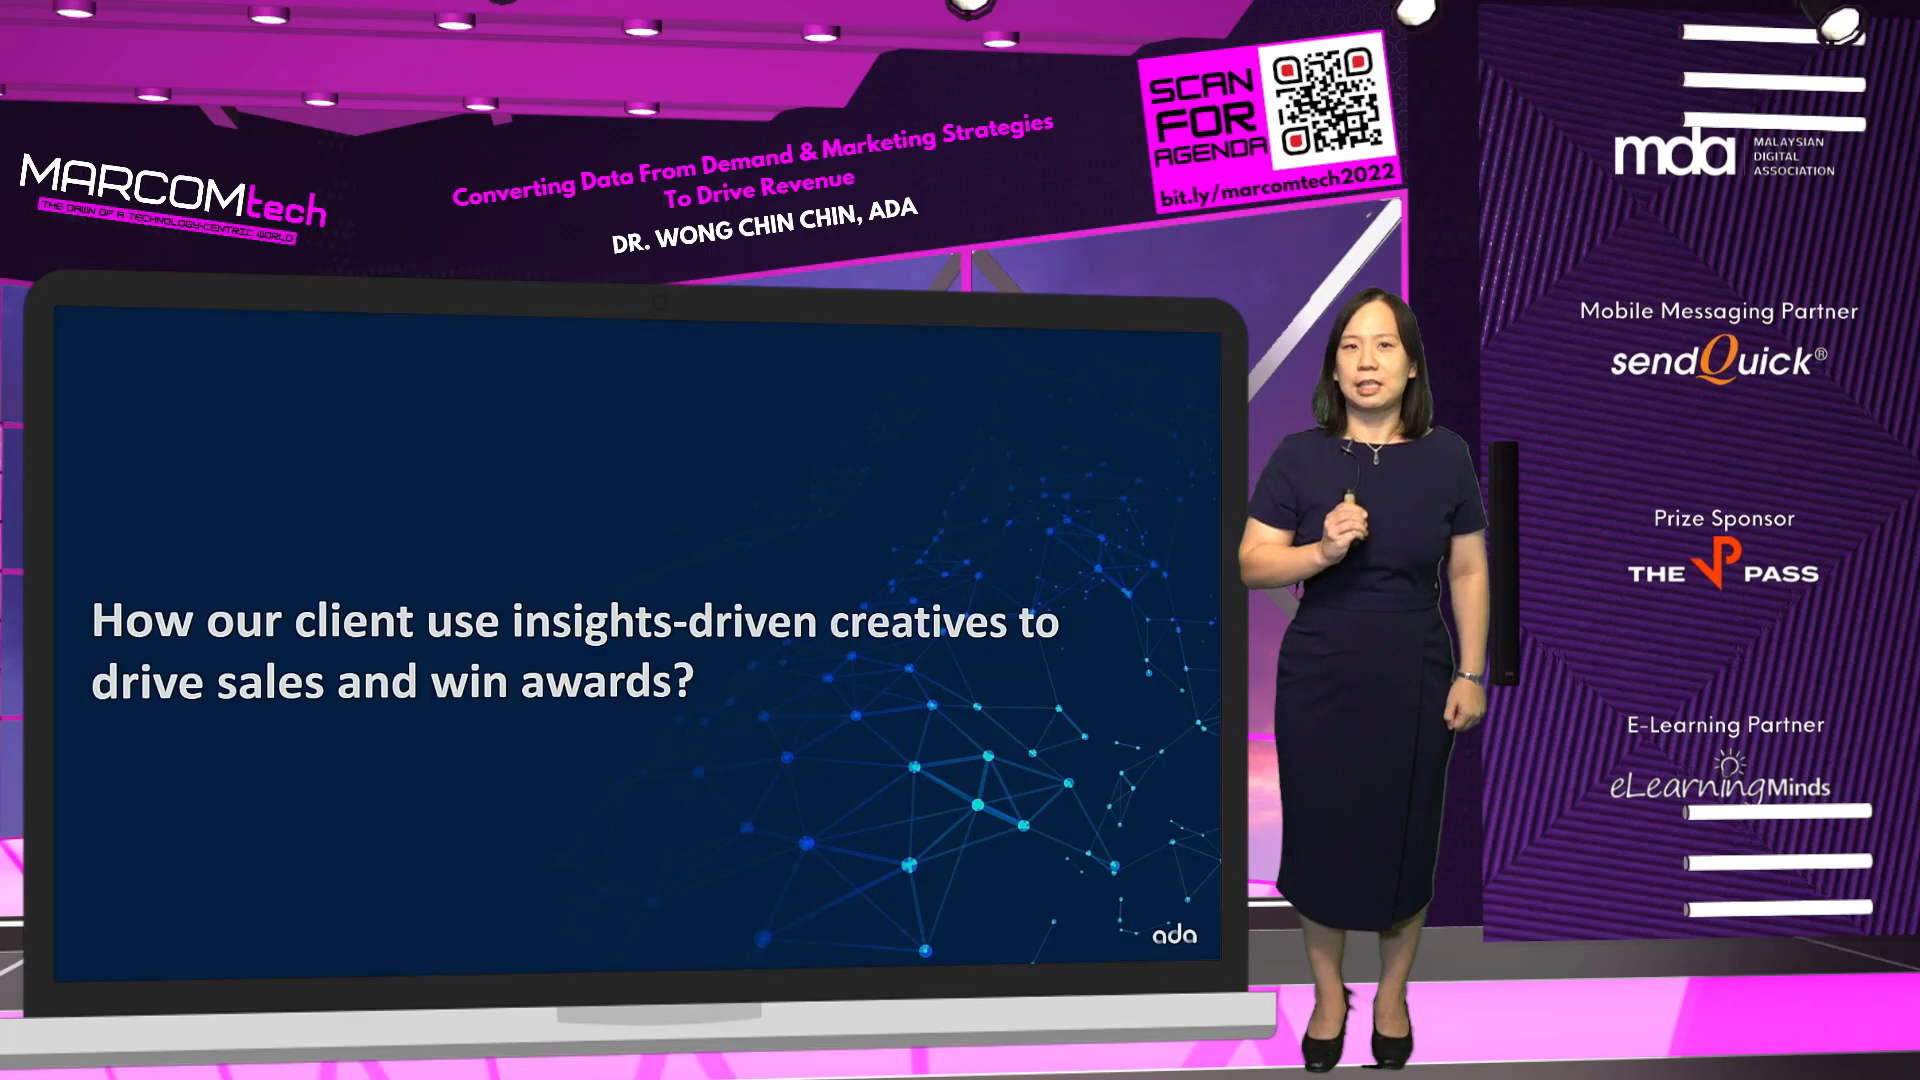 MARCOMtech
THE DAWN OF A TECHNOLOGY-CENTRIC WORLD
Converting Data From Demand & Marketing Strategies
To Drive Revenue
DR. WONG CHIN CHIN, ADA
SCAN
FOR
AGENDA
bit.ly/marcomtech2022
mda
MALAYSIAN
DIGITAL
ASSOCIATION
Mobile Messaging Partner
sendQuick®
Prize Sponsor
THE VP PASS
E-Learning Partner
eLearningMinds
How our client use insights-driven creatives to
drive sales and win awards?
ada